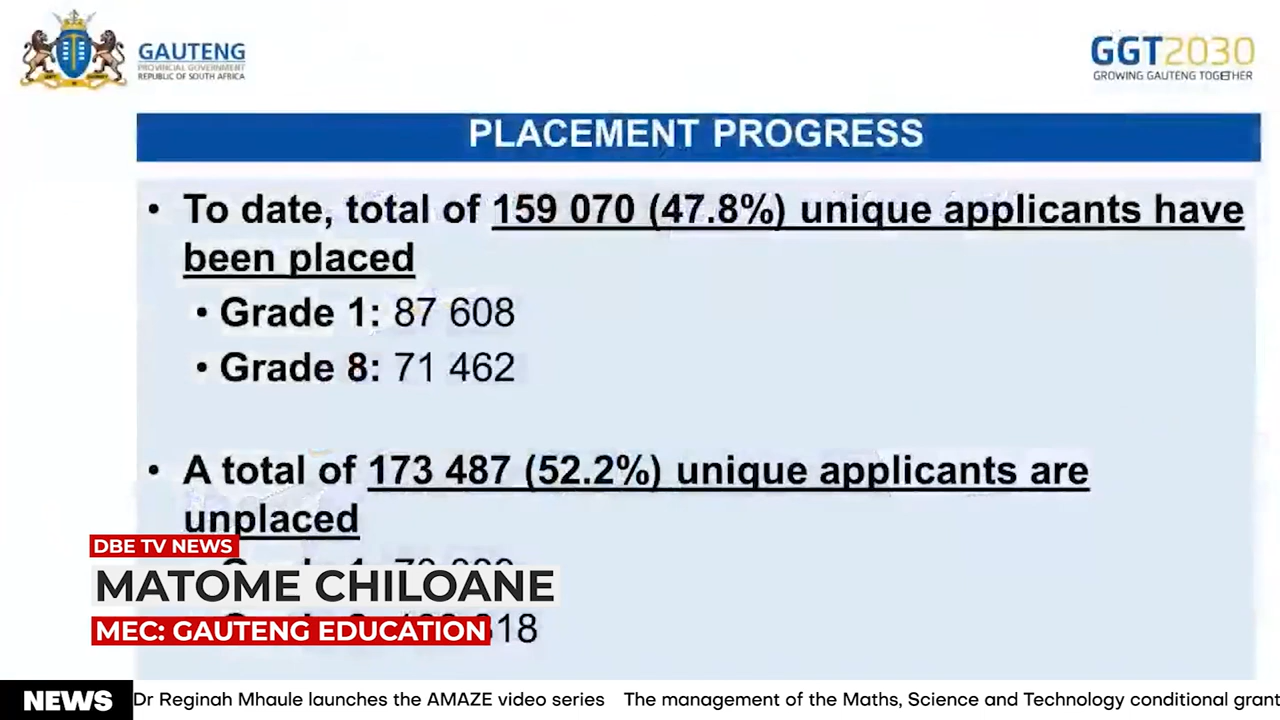 GAUTENG
PROVINCIAL GOVERNMENT
REPUBLIC OF SOUTH AFRICA
GGT2030
GROWING GAUTENG TOGETHER
PLACEMENT PROGRESS
• To date, total of 159 070 (47.8%) unique applicants have
been placed
• Grade 1: 87 608
• Grade 8: 71 462
• A total of 173 487 (52.2%) unique applicants are
unplaced
DBE TV NEWS
MATOME CHILOANE
MEC: GAUTENG EDUCATION
NEWS
Dr Reginah Mhaule launches the AMAZE video series The management of the Maths, Science and Technology conditional grant